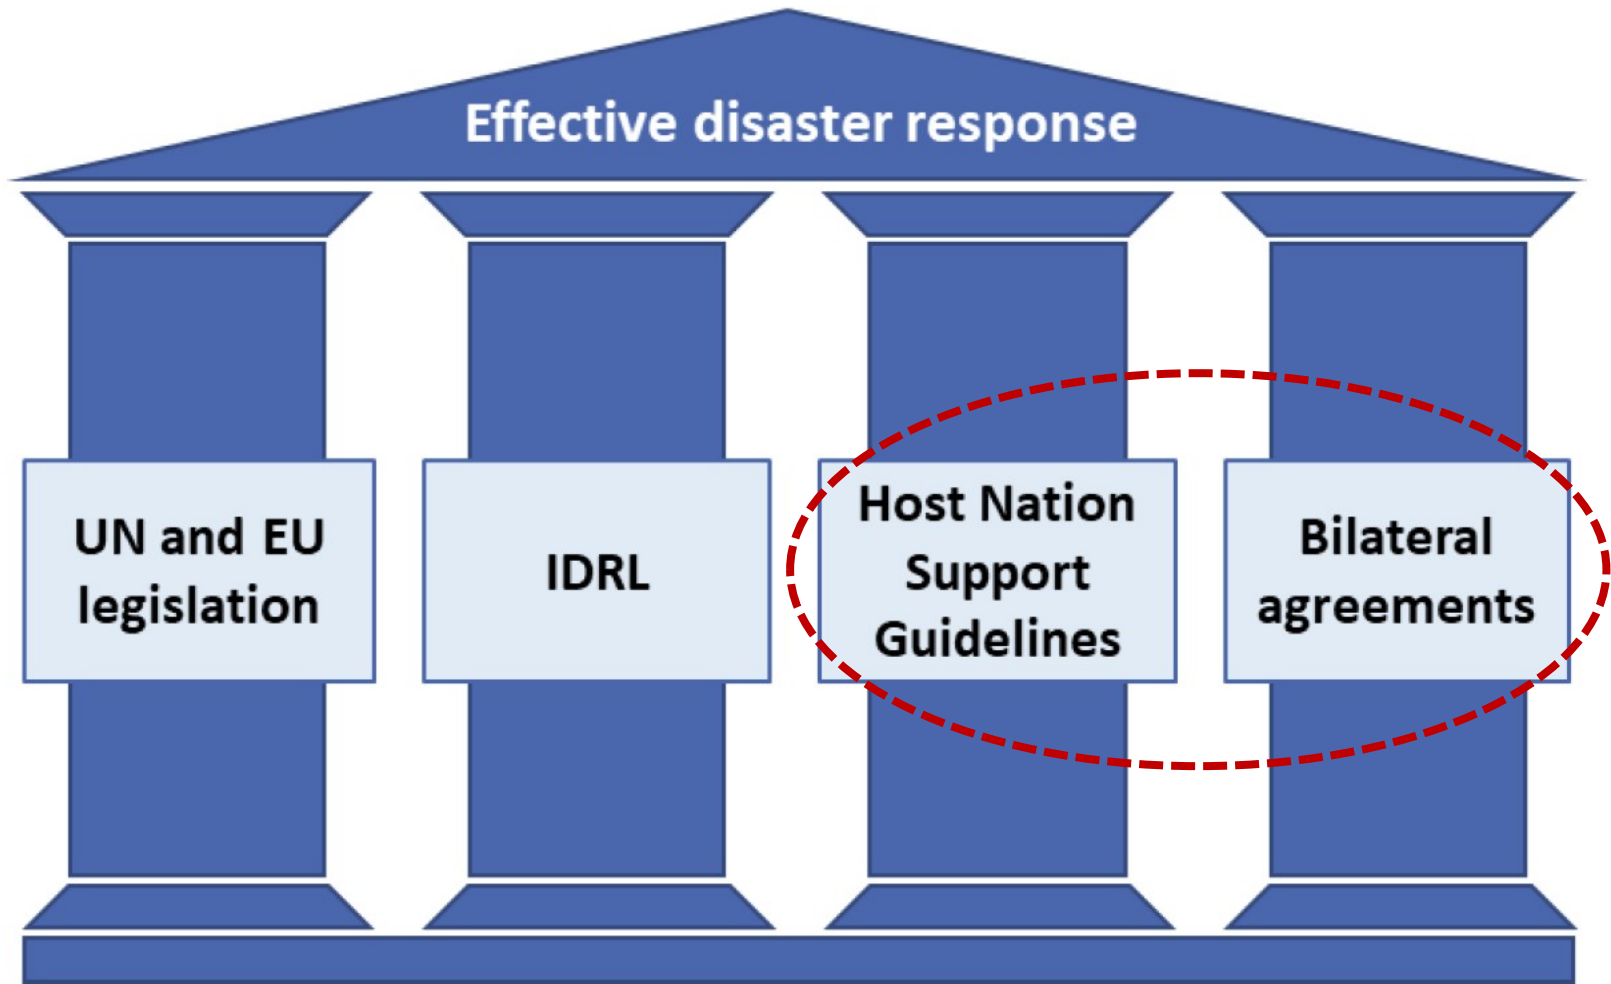 Effective disaster response
UN and EU
legislation
IDRL
Host Nation
Support
Guidelines
Bilateral
agreements